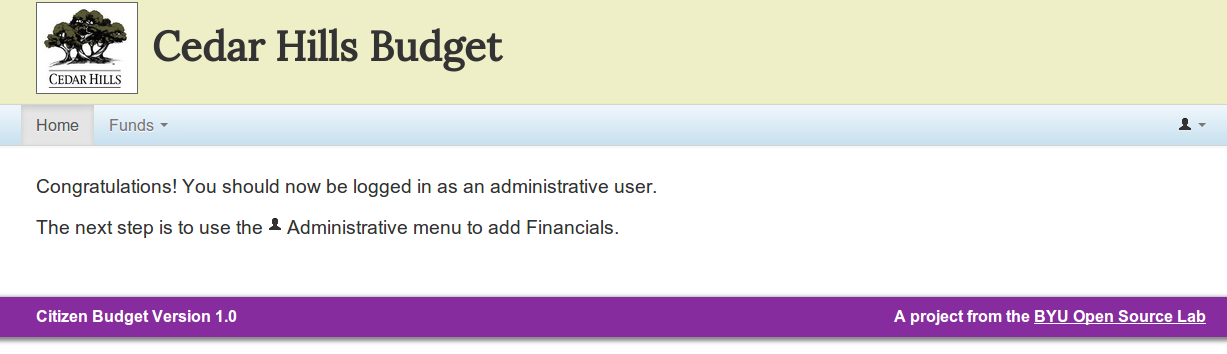 CEDAR HILLS
Cedar Hills Budget
Home Funds
Congratulations! You should now be logged in as an administrative user.
The next step is to use the Administrative menu to add Financials.
Citizen Budget Version 1.0
A project from the BYU Open Source Lab